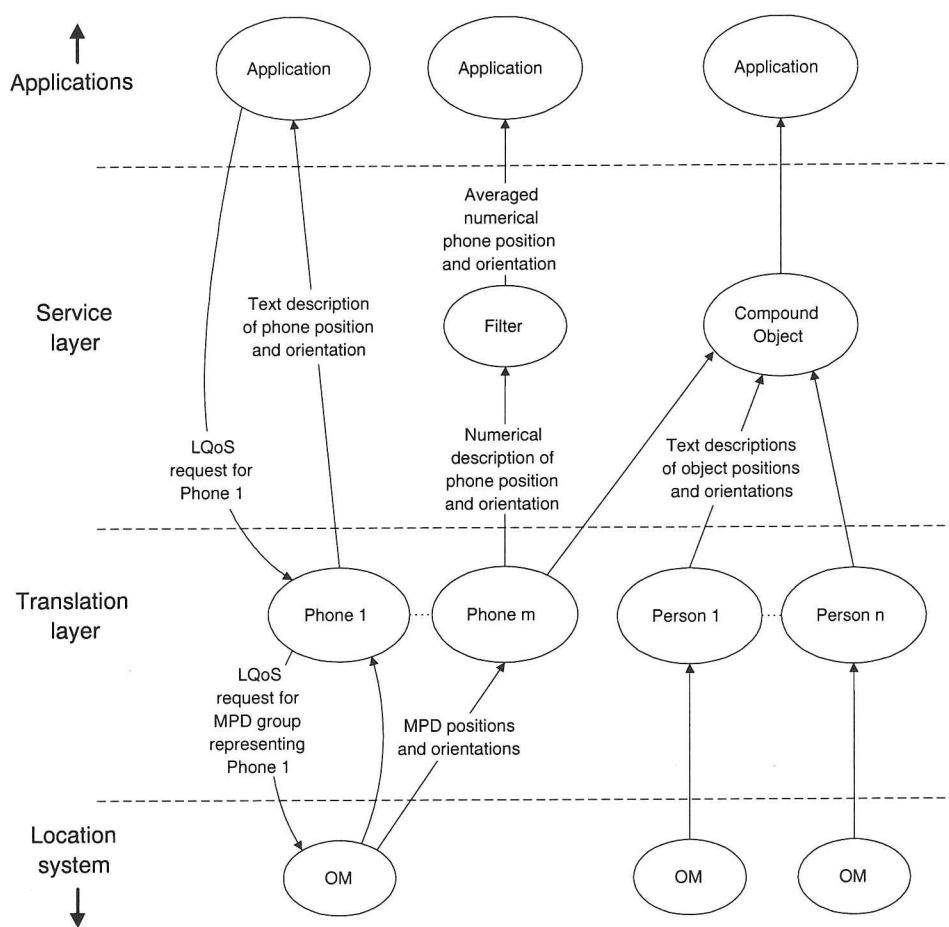 Applications
Application
Application
Application
Averaged
numerical
phone position
and orientation
Service
layer
Text description
of phone position
and orientation
Filter
Compound
Object
LQoS
request for
Phone 1
Numerical
description of
phone position
and orientation
Text descriptions
of object positions
and orientations
Translation
layer
Phone 1
Phone m
Person 1
Person n
LQoS
request for
MPD group
representing
Phone 1
MPD positions
and orientations
Location
system
OM
OM
OM